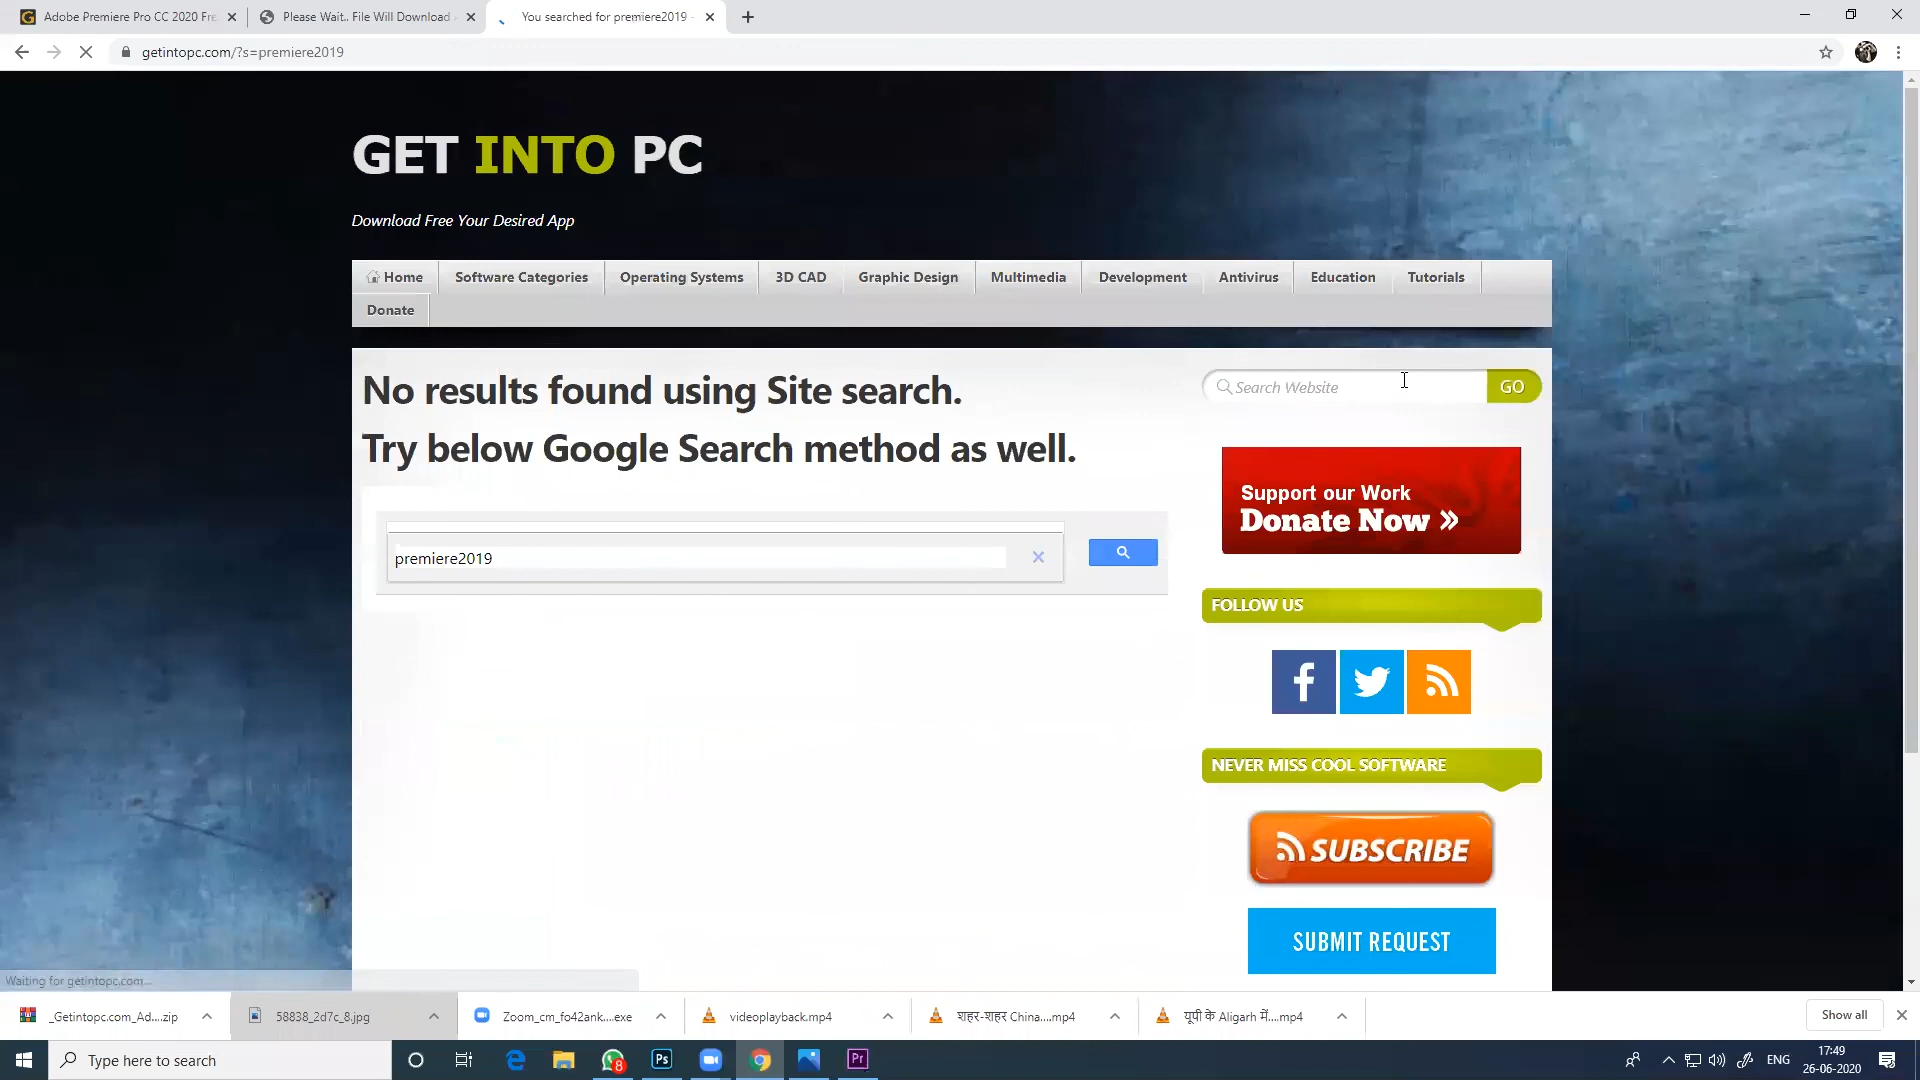 Adobe Premiere Pro CC 2020 Fre
Please Wait.. File Will Download
You searched for premiere2019 -
getintopc.com/?s=premiere2019
GET INTO PC
Download Free Your Desired App
Home
Software Categories
Operating Systems
3D CAD
Graphic Design
Multimedia
Development
Antivirus
Education
Tutorials
Donate
No results found using Site search.
Try below Google Search method as well.
premiere2019
Search Website
GO
Support our Work
Donate Now »
FOLLOW US
NEVER MISS COOL SOFTWARE
SUBSCRIBE
SUBMIT REQUEST
Waiting for getintopc.com...
_Getintopc.com_Ad....zip
58838_2d7c_8.jpg
Zoom_cm_fo42ank....exe
videoplayback.mp4
शहर-शहर China....mp4
यूपी के Aligarh में....mp4
Show all
Type here to search
8
Ps
Pr
ENG
17:49
26-06-2020